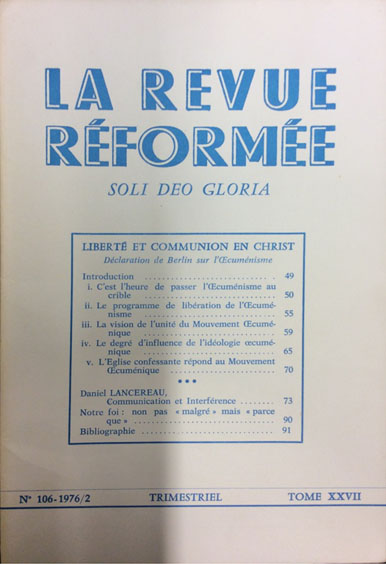 LA REVUE
RÉFORMÉE
SOLI DEO GLORIA
LIBERTÉ ET COMMUNION EN CHRIST
Déclaration de Berlin sur l'Œcuménisme
Introduction ........................ 49
i. C'est l'heure de passer l'Œcuménisme au
crible ........................ 50
ii. Le programme de libération de l'Œcumé-
nisme ........................ 55
iii. La vision de l'unité du Mouvement Œcumé-
nique ........................ 59
iv. Le degré d'influence de l'idéologie œcumé-
nique ........................ 65
v. L'Eglise confessante répond au Mouvement
Œcuménique ........................ 70
***
Daniel LANCEREAU,
Communication et Interférence ........ 73
Notre foi : non pas « malgré » mais « parce
que » ........................ 90
Bibliographie ........................ 91
N° 106-1976/2 TRIMESTRIEL TOME XXVII